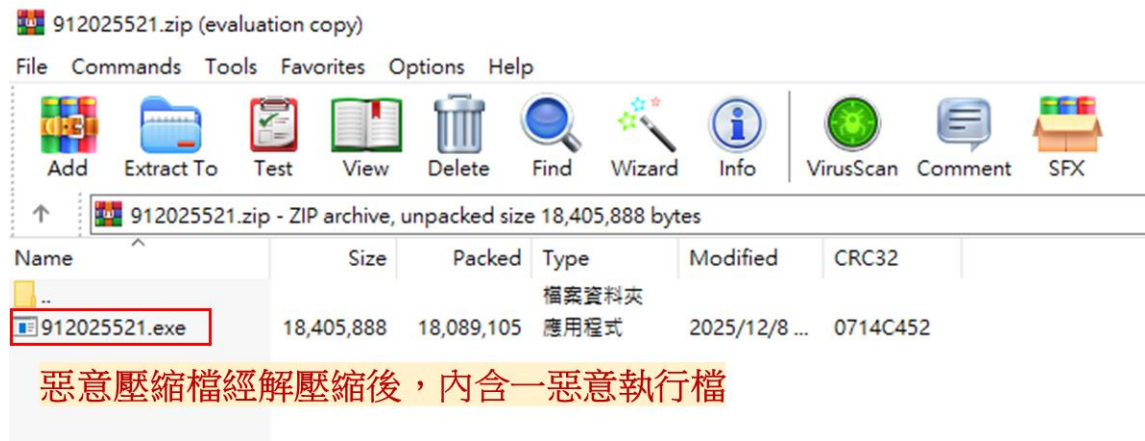 912025521.zip (evaluation copy)
File Commands Tools Favorites Options Help
Add Extract To Test View Delete Find Wizard Info VirusScan Comment SFX
912025521.zip - ZIP archive, unpacked size 18,405,888 bytes
Name Size Packed Type Modified CRC32
.. 檔案資料夾
912025521.exe 18,405,888 18,089,105 應用程式 2025/12/8 ... 0714C452
惡意壓縮檔經解壓縮後，內含一惡意執行檔